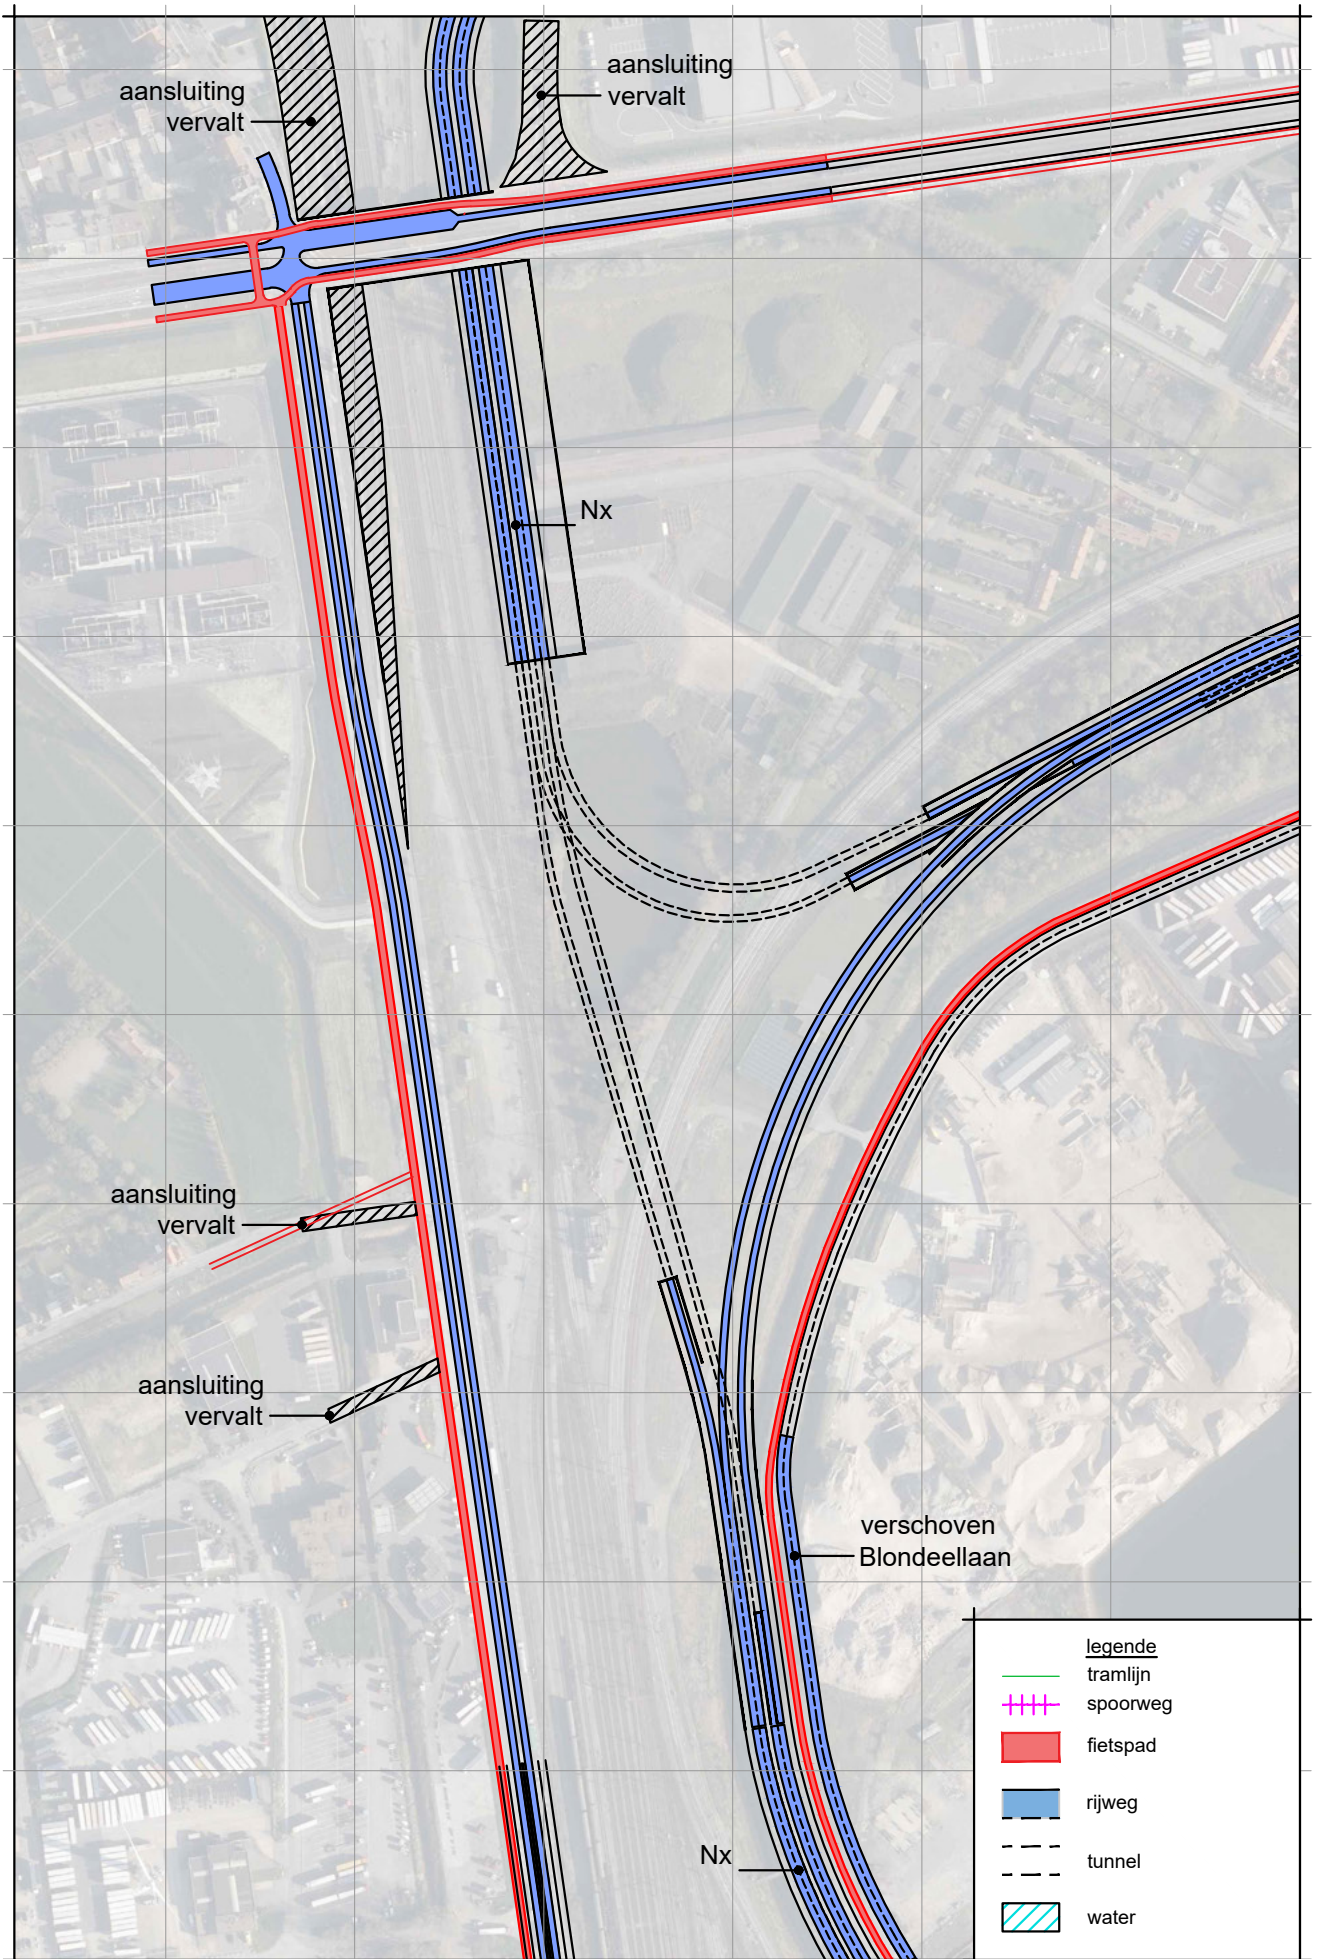 aansluiting
vervalt
aansluiting
vervalt
Nx
aansluiting
vervalt
aansluiting
vervalt
verschoven
Blondeellaan
Nx
legende
tramlijn
spoorweg
fietspad
rijweg
tunnel
water